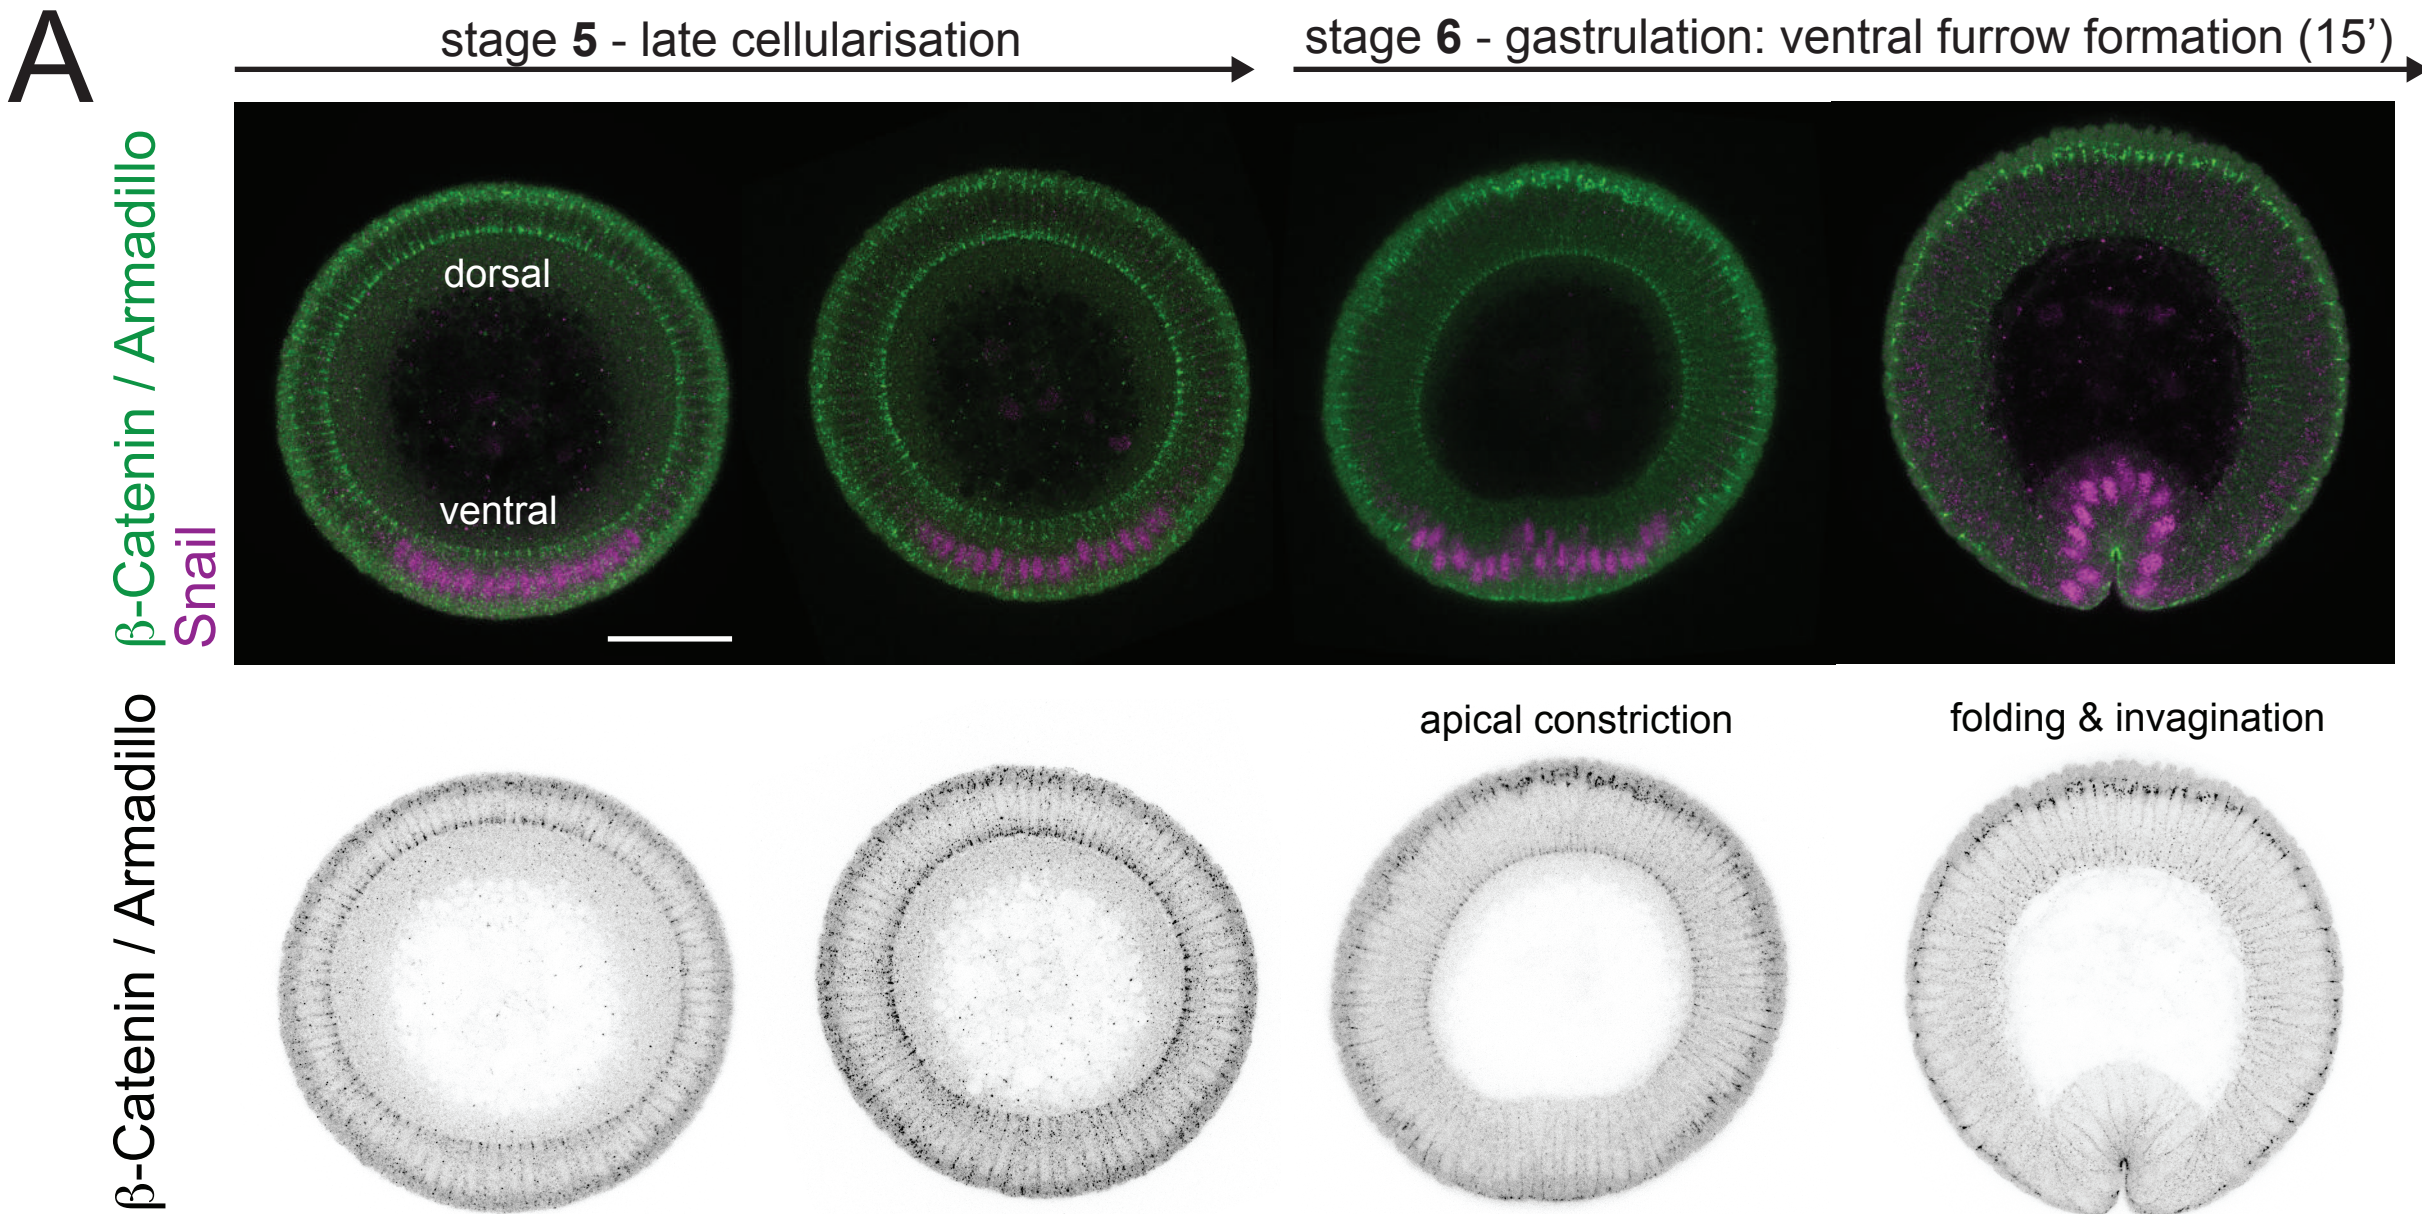 A
stage 5 - late cellularisation
stage 6 - gastrulation: ventral furrow formation (15’)
β-Catenin / Armadillo
Snail
dorsal
ventral
β-Catenin / Armadillo
apical constriction
folding & invagination